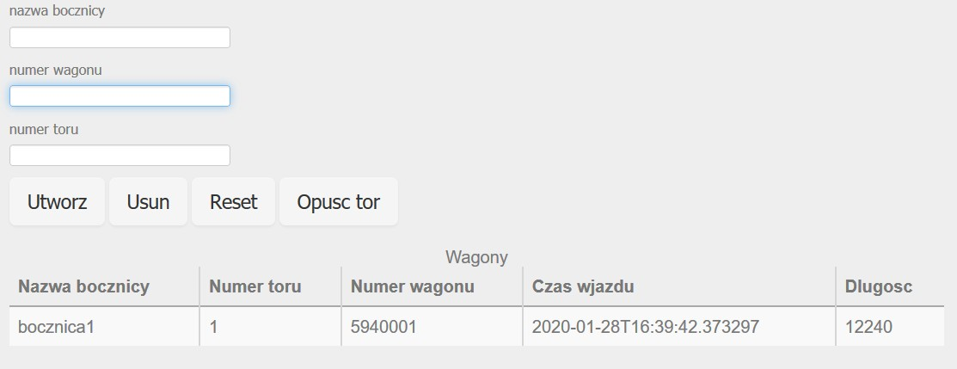 nazwa bocznicy
numer wagonu
numer toru
Utworz Usun Reset Opusc tor
Wagony
Nazwa bocznicy Numer toru Numer wagonu Czas wjazdu Dlugosc
bocznica1 1 5940001 2020-01-28T16:39:42.373297 12240